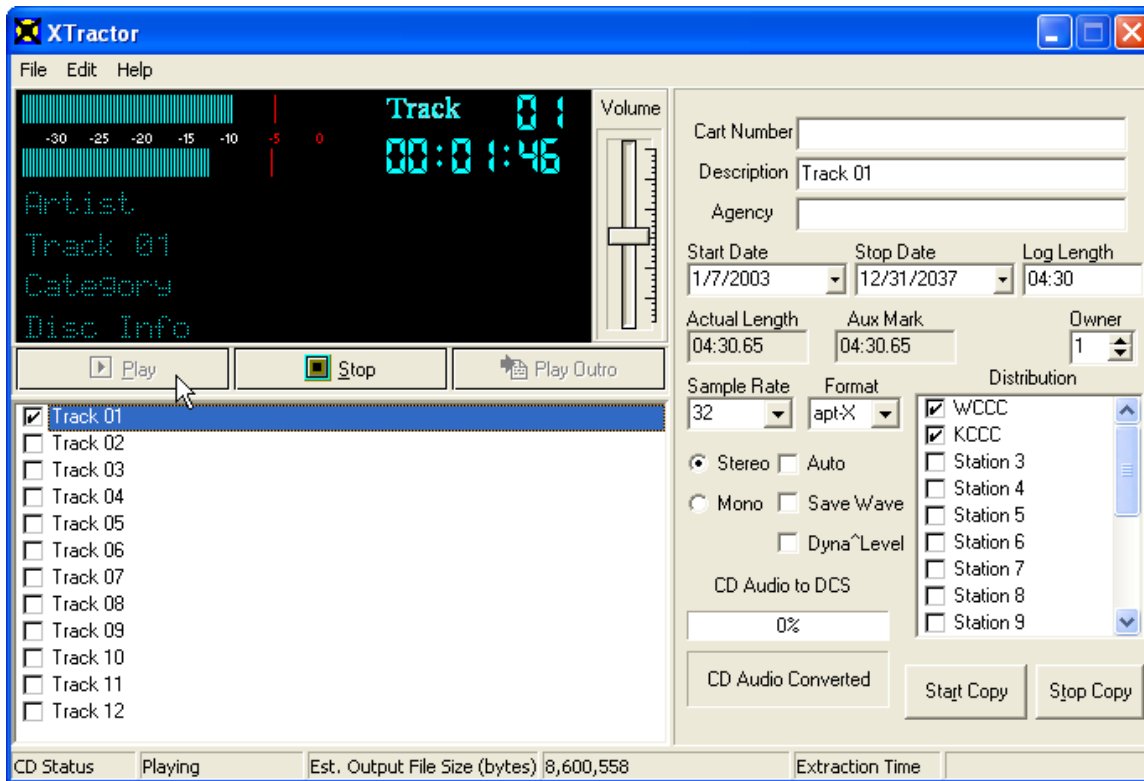 XTractor
File Edit Help
Track 01
-30 -25 -20 -15 -10 -5 0
00:01:46
Artist
Track 01
Category
Disc Info
Volume
Play Stop Play Outro
Track 01
Track 02
Track 03
Track 04
Track 05
Track 06
Track 07
Track 08
Track 09
Track 10
Track 11
Track 12
Cart Number
Description Track 01
Agency
Start Date Stop Date Log Length
1/7/2003 12/31/2037 04:30
Actual Length Aux Mark Owner
04:30.65 04:30.65 1
Sample Rate Format Distribution
32 apt-X
Stereo Auto
Mono Save Wave
Dyna^Level
CD Audio to DCS
0%
CD Audio Converted
WCCC
KCCC
Station 3
Station 4
Station 5
Station 6
Station 7
Station 8
Station 9
Start Copy Stop Copy
CD Status Playing Est. Output File Size (bytes) 8,600,558 Extraction Time